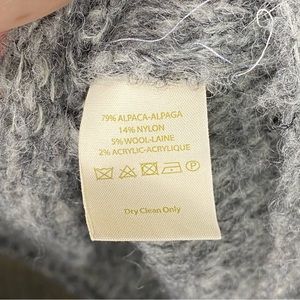 79% ALPACA-ALPAGA
14% NYLON
5% WOOL-LAINE
2% ACRYLIC-ACRYLIQUE
P
Dry Clean Only